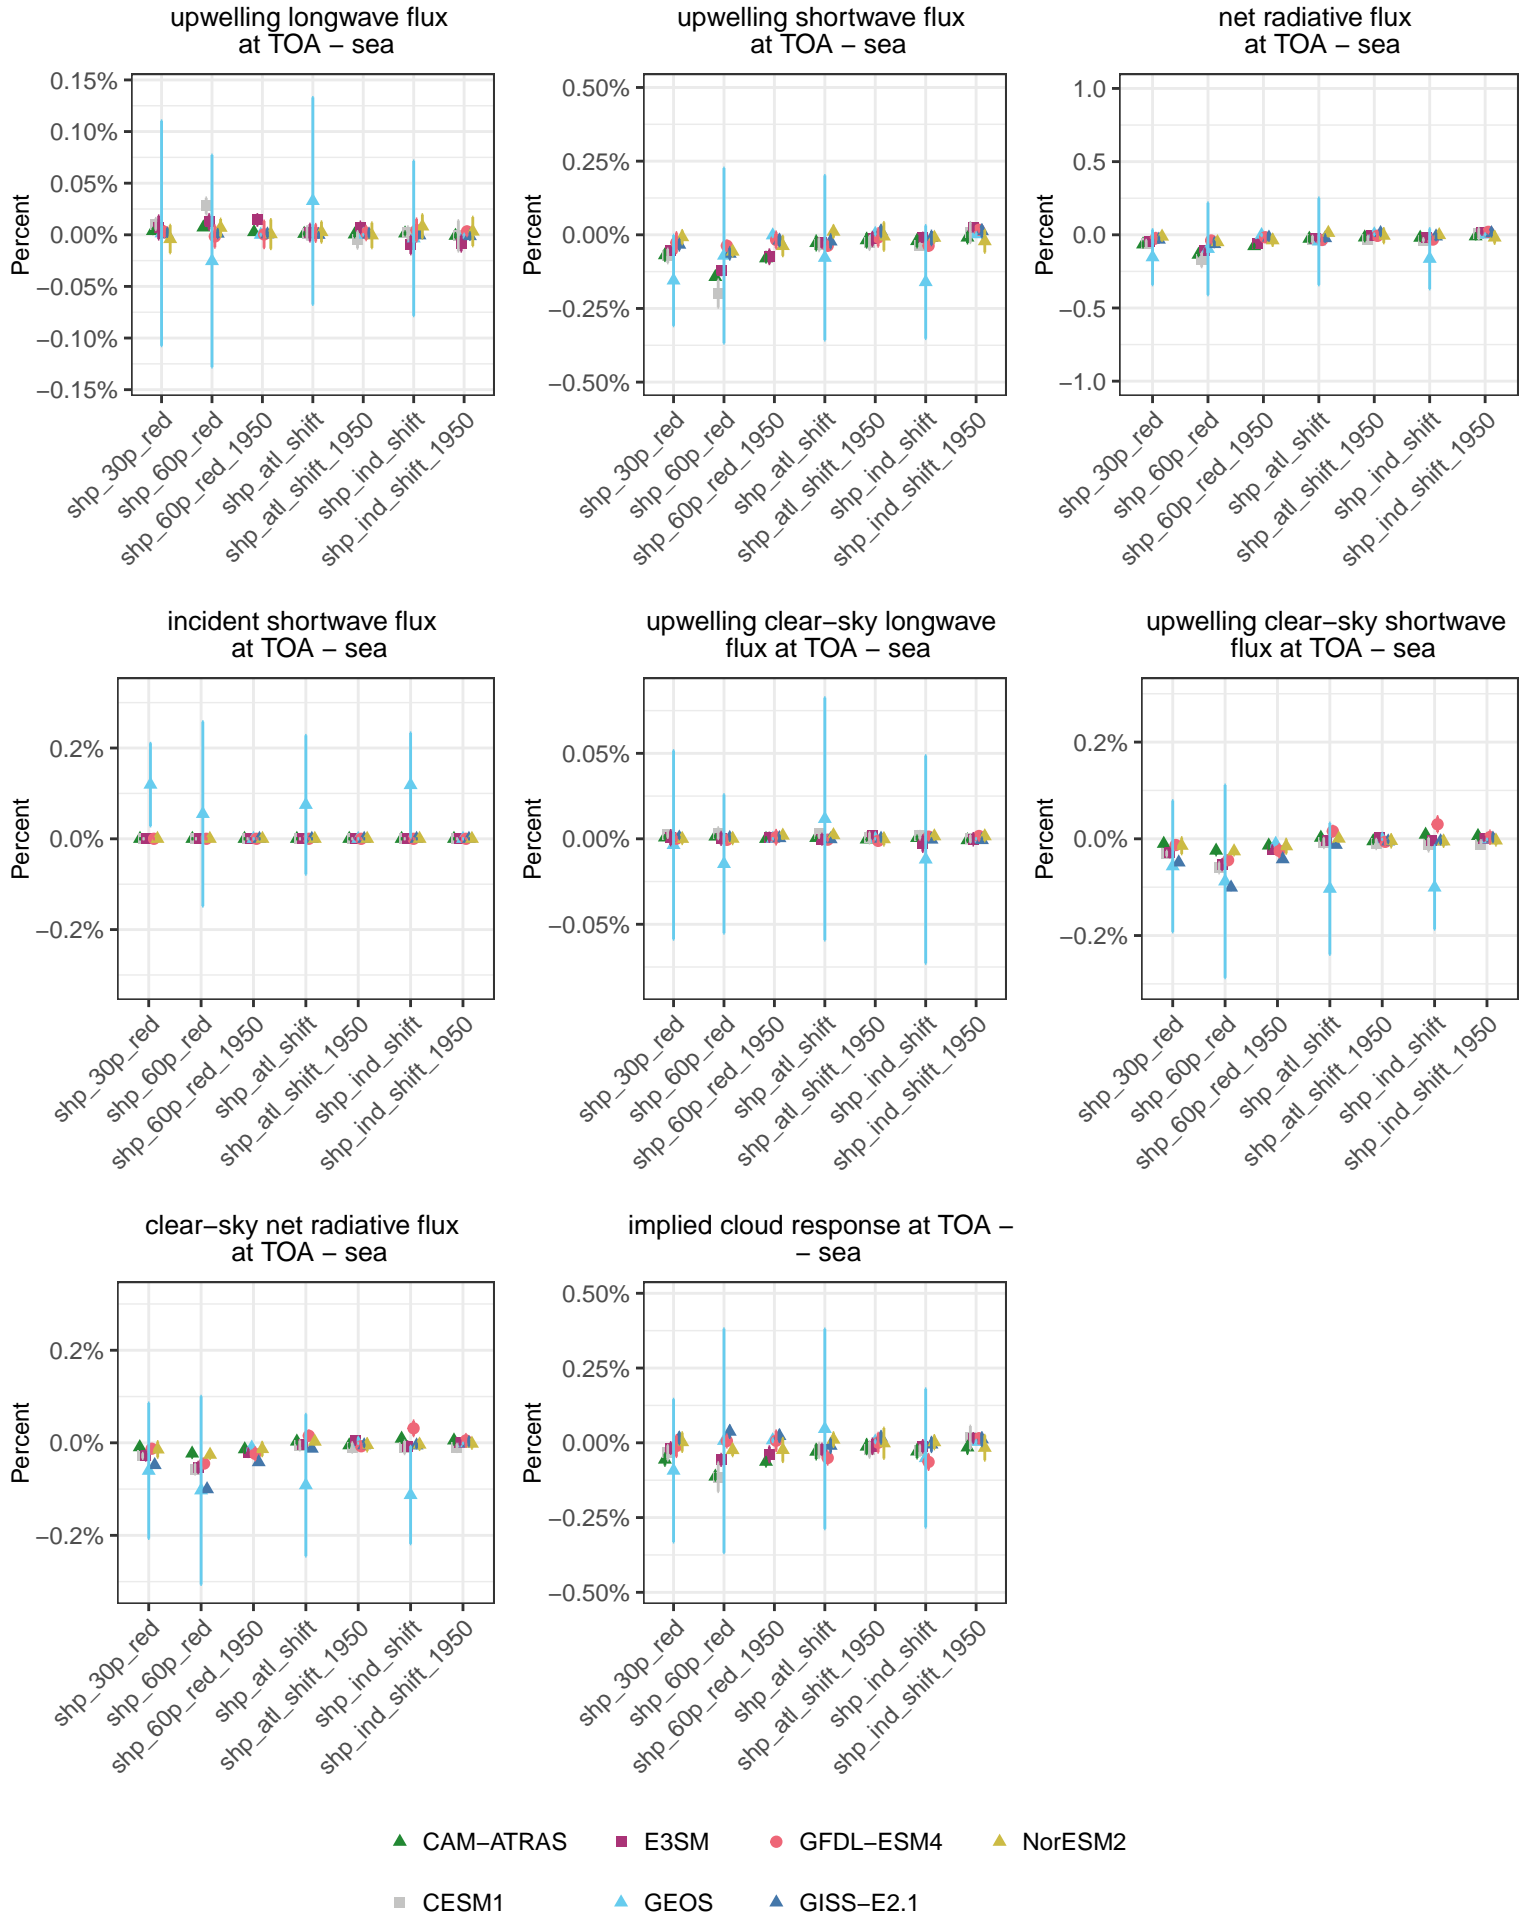 upwelling longwave flux
at TOA − sea
upwelling shortwave flux
at TOA − sea
net radiative flux
at TOA − sea
Percent
0.15%
0.10%
0.05%
0.00%
−0.05%
−0.10%
−0.15%
shp_30p_red
shp_60p_red
shp_60p_red_1950
shp_atl_shift
shp_atl_shift_1950
shp_ind_shift
shp_ind_shift_1950
Percent
0.50%
0.25%
0.00%
−0.25%
−0.50%
shp_30p_red
shp_60p_red
shp_60p_red_1950
shp_atl_shift
shp_atl_shift_1950
shp_ind_shift
shp_ind_shift_1950
Percent
1.0
0.5
0.0
−0.5
−1.0
shp_30p_red
shp_60p_red
shp_60p_red_1950
shp_atl_shift
shp_atl_shift_1950
shp_ind_shift
shp_ind_shift_1950
incident shortwave flux
at TOA − sea
upwelling clear−sky longwave
flux at TOA − sea
upwelling clear−sky shortwave
flux at TOA − sea
Percent
0.2%
0.0%
−0.2%
shp_30p_red
shp_60p_red
shp_60p_red_1950
shp_atl_shift
shp_atl_shift_1950
shp_ind_shift
shp_ind_shift_1950
Percent
0.05%
0.00%
−0.05%
shp_30p_red
shp_60p_red
shp_60p_red_1950
shp_atl_shift
shp_atl_shift_1950
shp_ind_shift
shp_ind_shift_1950
Percent
0.2%
0.0%
−0.2%
shp_30p_red
shp_60p_red
shp_60p_red_1950
shp_atl_shift
shp_atl_shift_1950
shp_ind_shift
shp_ind_shift_1950
clear−sky net radiative flux
at TOA − sea
implied cloud response at TOA −
− sea
Percent
0.2%
0.0%
−0.2%
shp_30p_red
shp_60p_red
shp_60p_red_1950
shp_atl_shift
shp_atl_shift_1950
shp_ind_shift
shp_ind_shift_1950
Percent
0.50%
0.25%
0.00%
−0.25%
−0.50%
shp_30p_red
shp_60p_red
shp_60p_red_1950
shp_atl_shift
shp_atl_shift_1950
shp_ind_shift
shp_ind_shift_1950
CAM−ATRAS
E3SM
GFDL−ESM4
NorESM2
CESM1
GEOS
GISS−E2.1